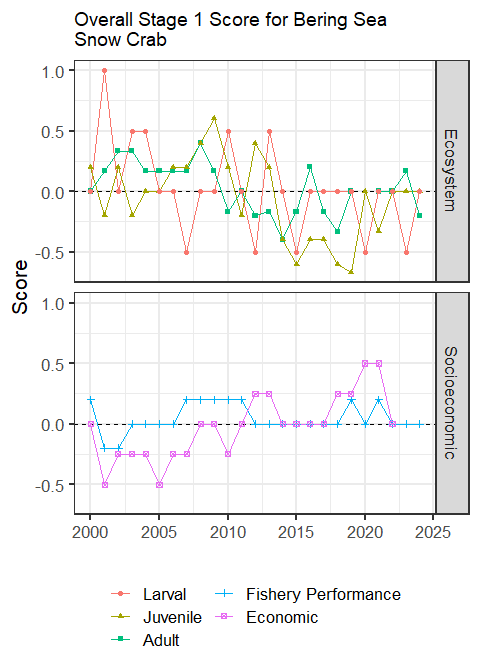 Overall Stage 1 Score for Bering Sea
Snow Crab
Score
1.0
0.5
0.0
-0.5
Ecosystem
1.0
0.5
0.0
-0.5
Socioeconomic
2000 2005 2010 2015 2020 2025
Larval Fishery Performance
Juvenile Economic
Adult